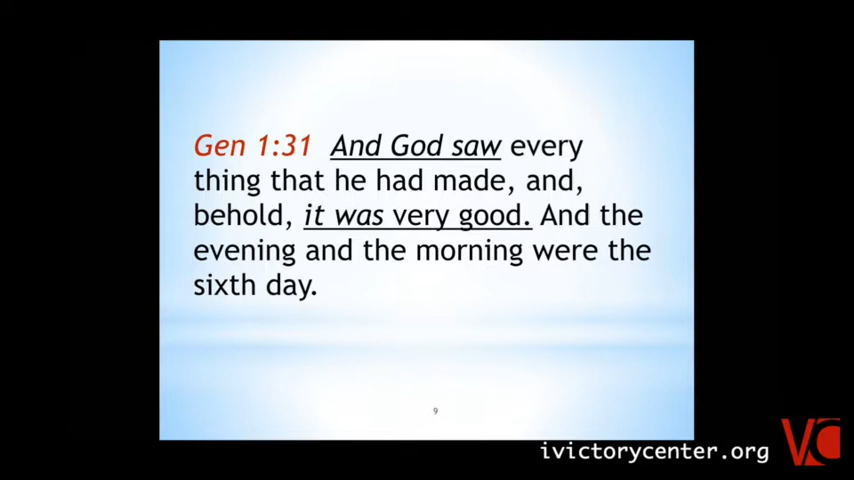 Gen 1:31 And God saw every
thing that he had made, and,
behold, it was very good. And the
evening and the morning were the
sixth day.
9
ivictorycenter.org
VC